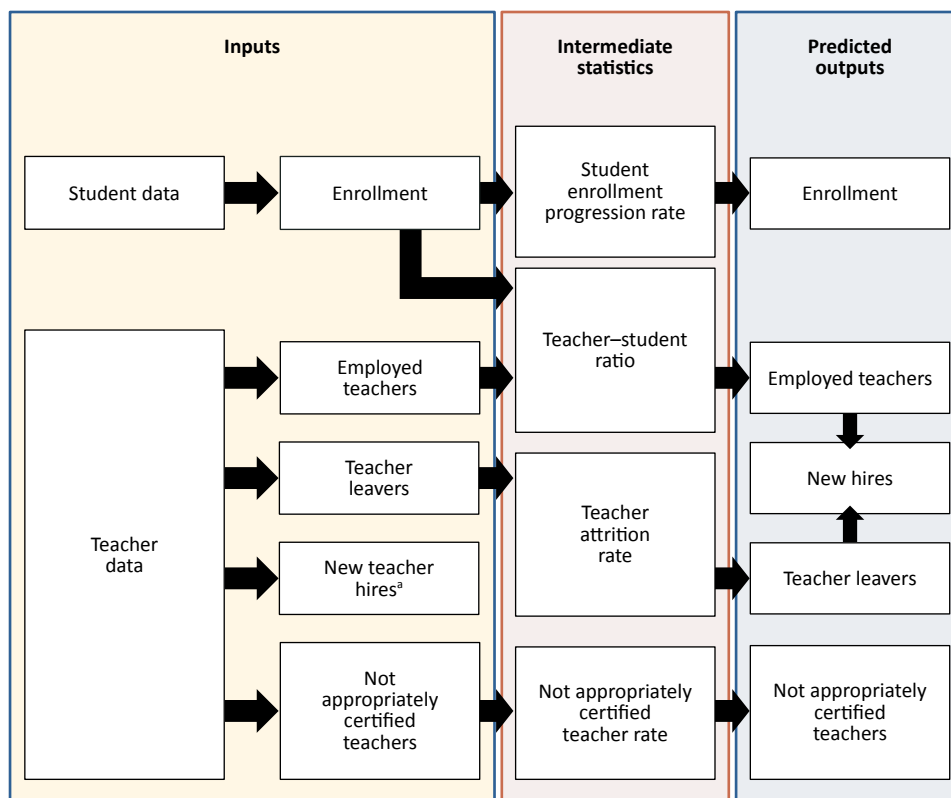 Inputs
Intermediate
statistics
Predicted
outputs
Student data
Enrollment
Student
enrollment
progression rate
Enrollment
Teacher
data
Employed
teachers
Teacher–student
ratio
Employed teachers
Teacher
leavers
New hires
Teacher
attrition
rate
New teacher
hiresᵃ
Teacher leavers
Not
appropriately
certified
teachers
Not appropriately
certified
teacher rate
Not appropriately
certified
teachers